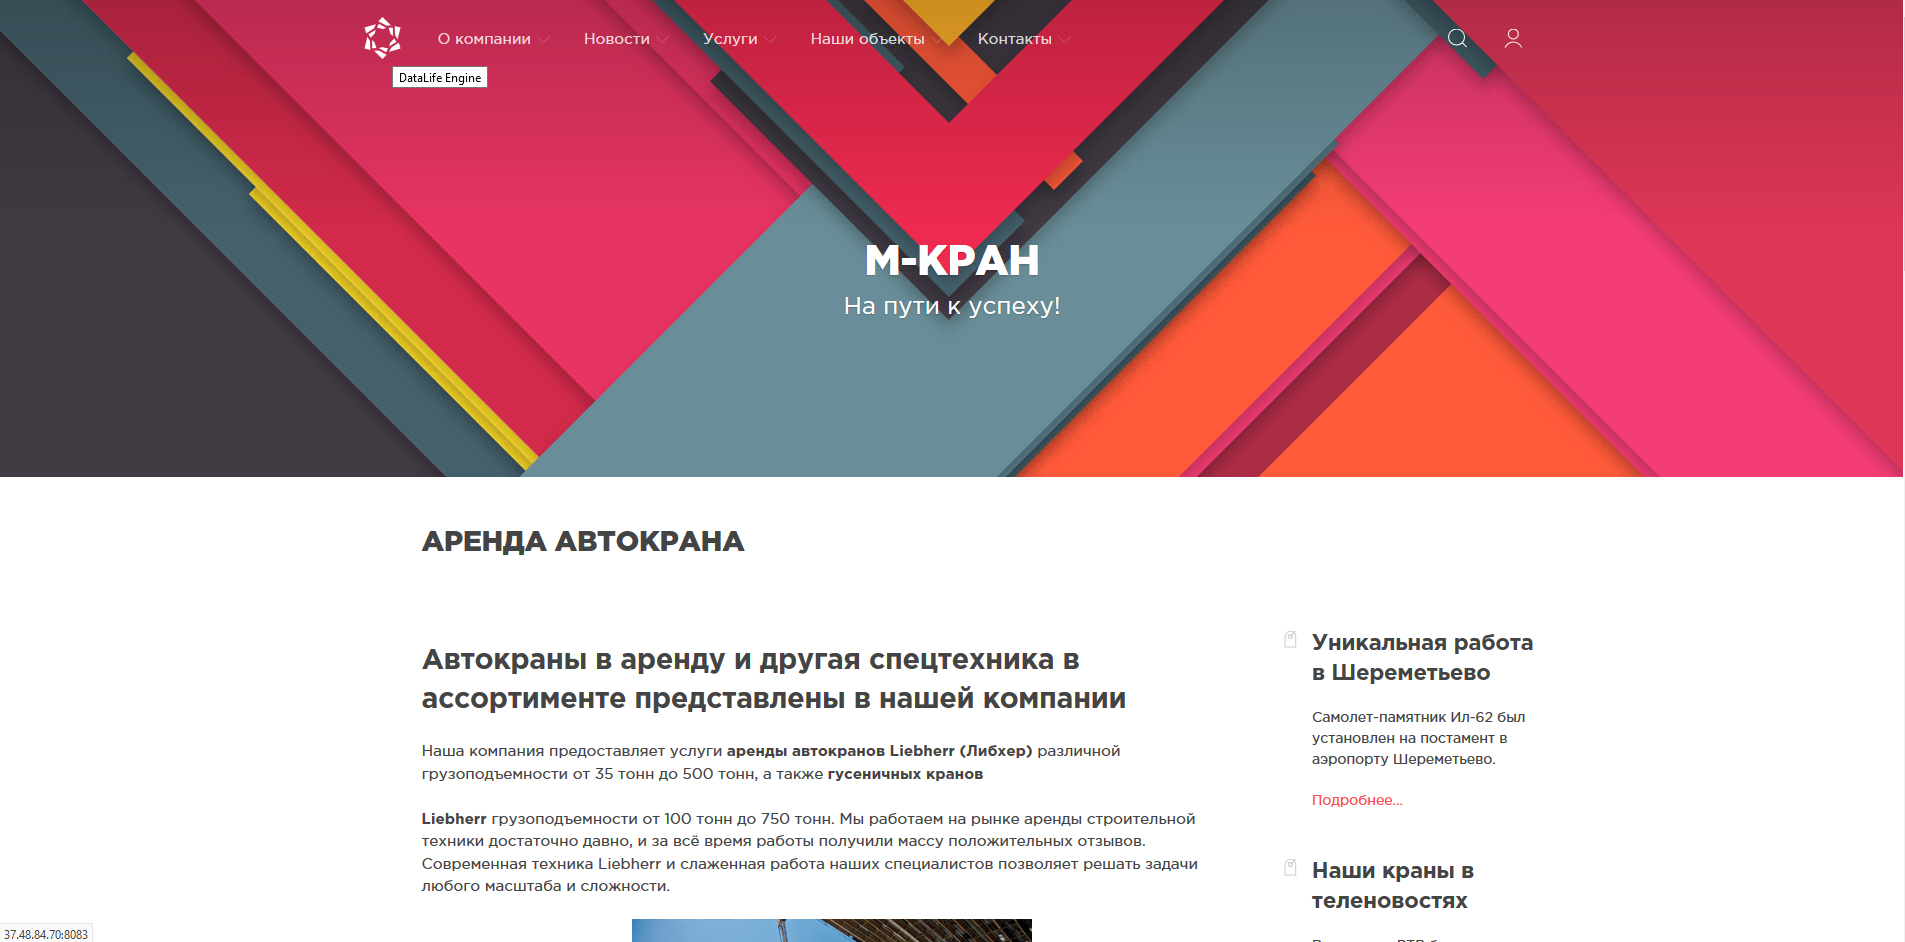 О компании
Новости
Услуги
Наши объекты
Контакты
DataLife Engine
М-КРАН
На пути к успеху!
АРЕНДА АВТОКРАНА
Автокраны в аренду и другая спецтехника в
ассортименте представлены в нашей компании
Наша компания предоставляет услуги аренды автокранов Liebherr (Либхер) различной
грузоподъемности от 35 тонн до 500 тонн, а также гусеничных кранов
Liebherr грузоподъемности от 100 тонн до 750 тонн. Мы работаем на рынке аренды строительной
техники достаточно давно, и за всё время работы получили массу положительных отзывов.
Современная техника Liebherr и слаженная работа наших специалистов позволяет решать задачи
любого масштаба и сложности.
Уникальная работа
в Шереметьево
Самолет-памятник Ил-62 был
установлен на постамент в
аэропорту Шереметьево.
Подробнее...
Наши краны в
теленовостях
37.48.84.70:8083